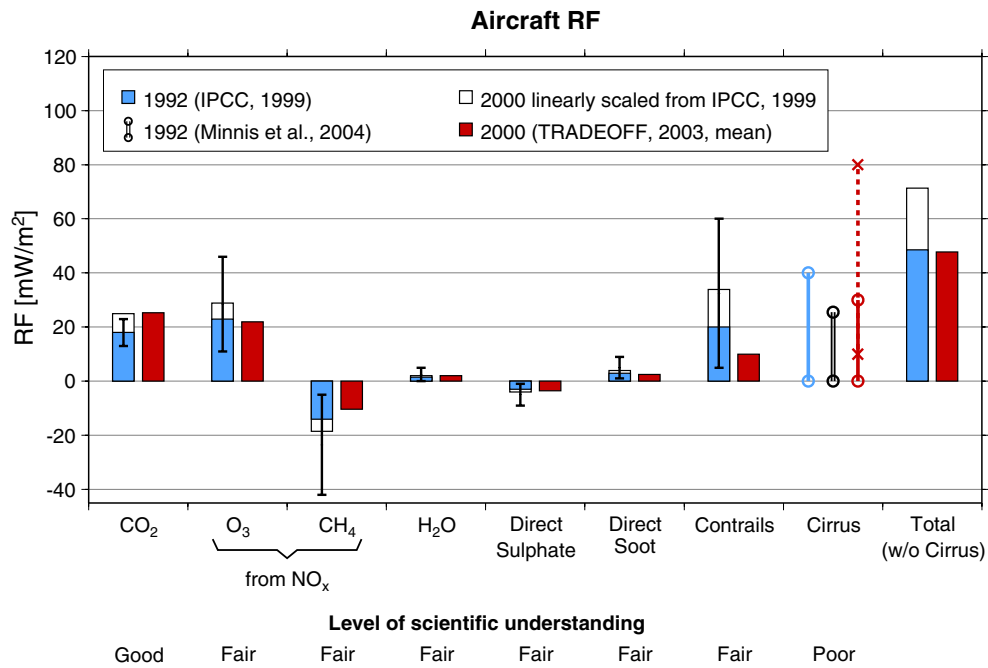 Aircraft RF
120
100
80
60
40
20
0
-20
-40
RF [mW/m²]
1992 (IPCC, 1999)
2000 linearly scaled from IPCC, 1999
1992 (Minnis et al., 2004)
2000 (TRADEOFF, 2003, mean)
CO₂ O₃ CH₄ H₂O Direct Sulphate Direct Soot Contrails Cirrus Total (w/o Cirrus)
from NOₓ
Level of scientific understanding
Good Fair Fair Fair Fair Fair Fair Poor